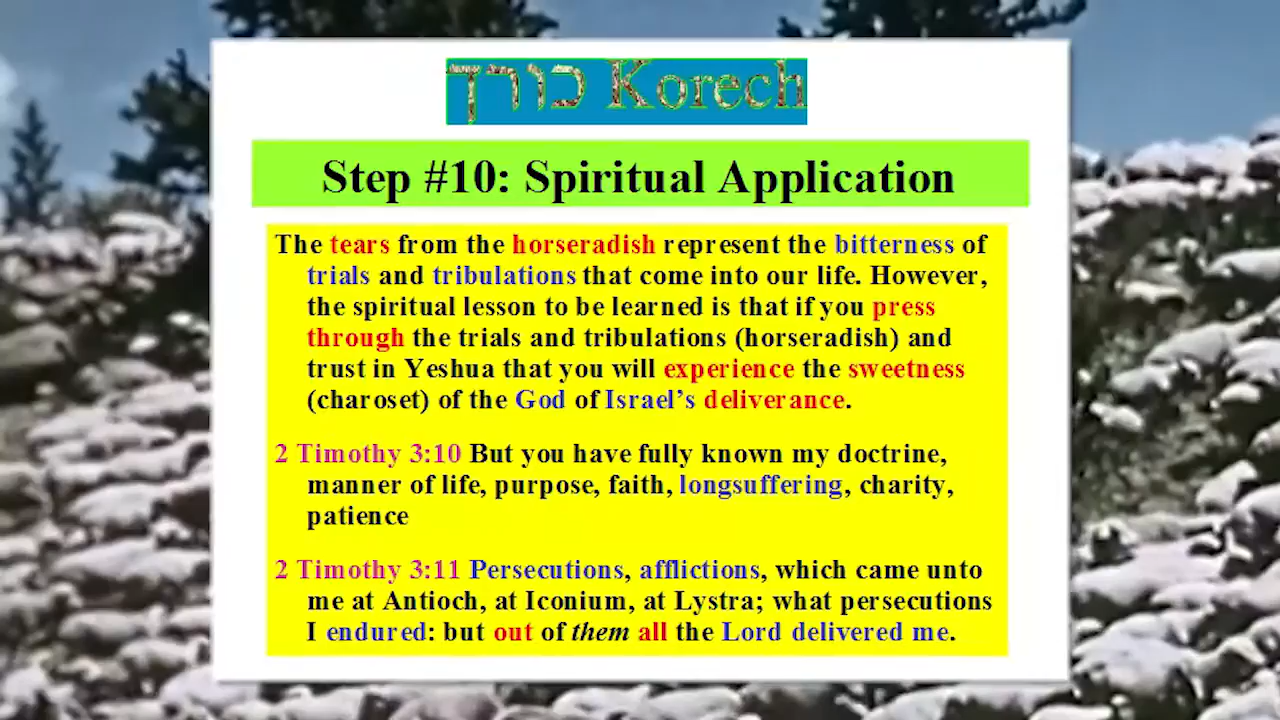 כורך Korech
Step #10: Spiritual Application
The tears from the horseradish represent the bitterness of
trials and tribulations that come into our life. However,
the spiritual lesson to be learned is that if you press
through the trials and tribulations (horseradish) and
trust in Yeshua that you will experience the sweetness
(charoset) of the God of Israel’s deliverance.
2 Timothy 3:10 But you have fully known my doctrine,
manner of life, purpose, faith, longsuffering, charity,
patience
2 Timothy 3:11 Persecutions, afflictions, which came unto
me at Antioch, at Iconium, at Lystra; what persecutions
I endured: but out of them all the Lord delivered me.